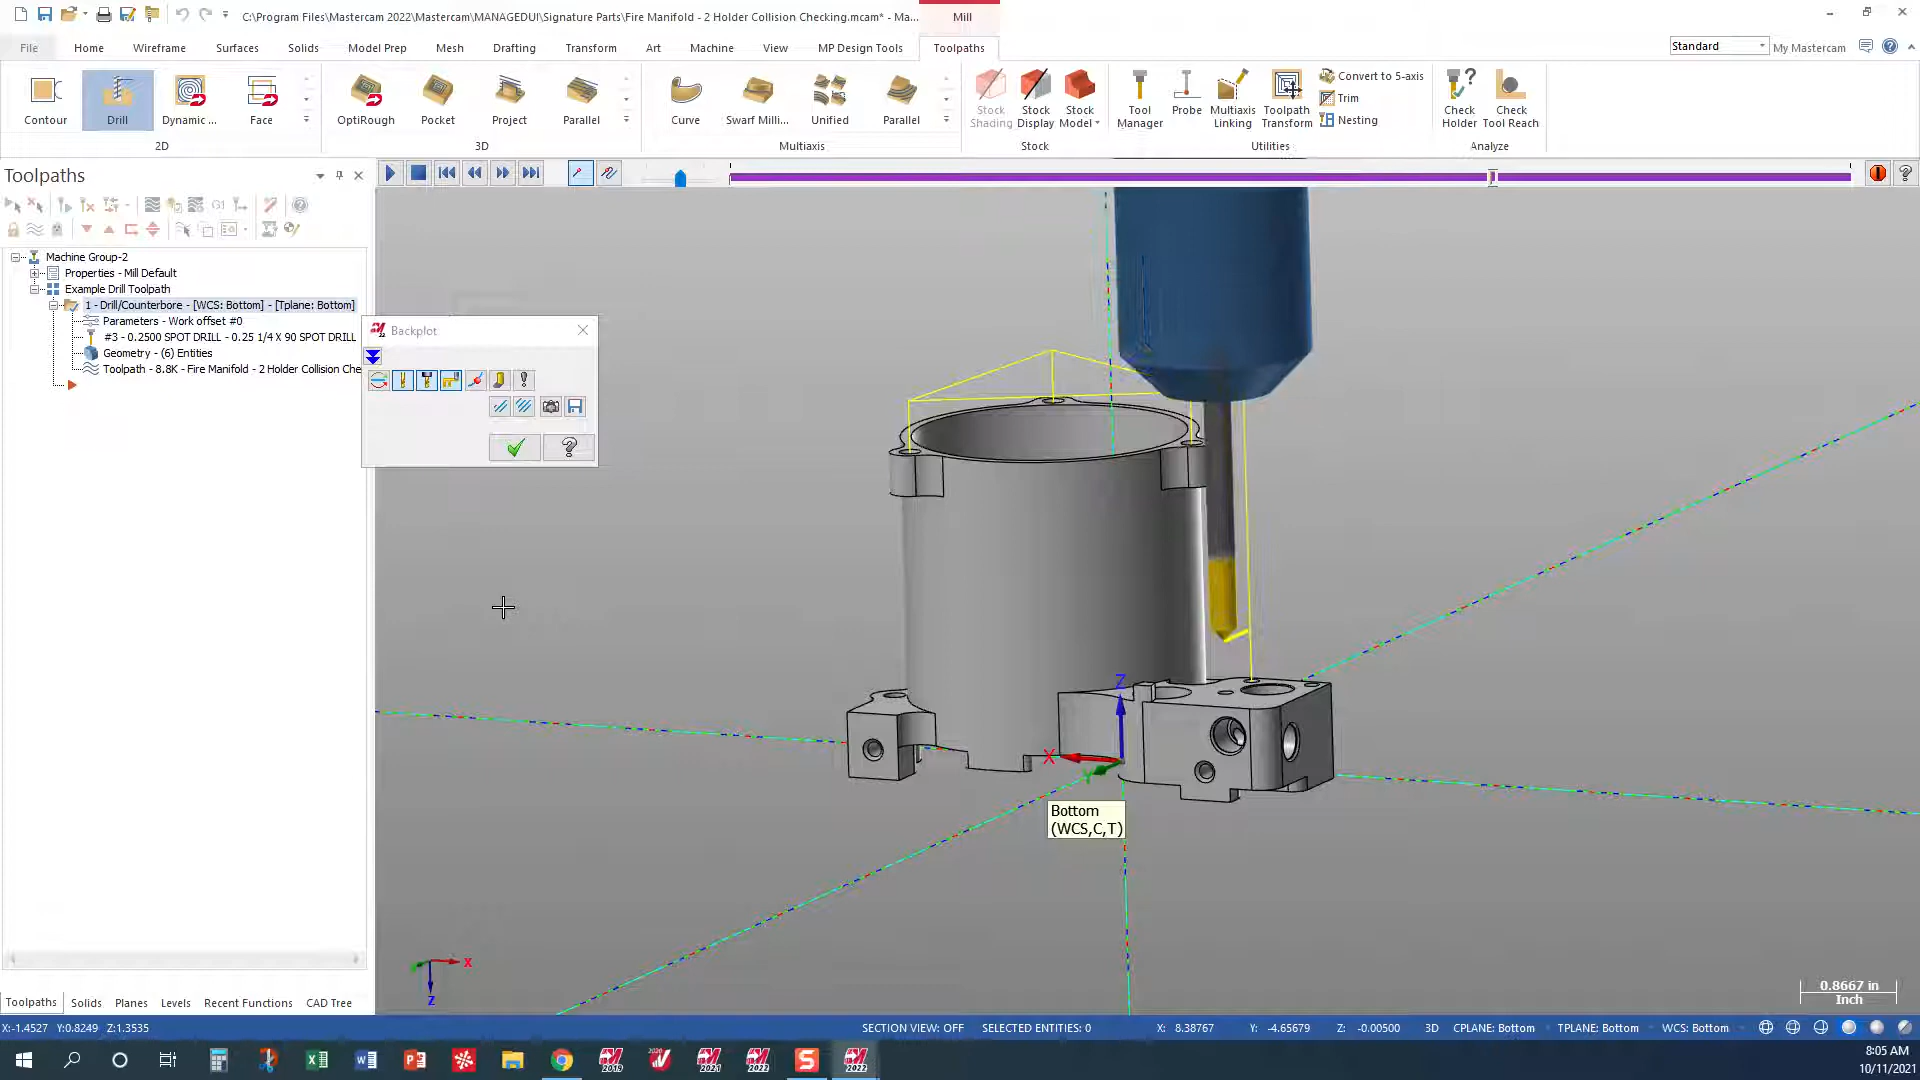 C:\Program Files\Mastercam 2022\Mastercam\MANAGEDUI\Signature Parts\Fire Manifold - 2 Holder Collision Checking.mcam* - Ma...
Mill
File
Home
Wireframe
Surfaces
Solids
Model Prep
Mesh
Drafting
Transform
Art
Machine
View
MP Design Tools
Toolpaths
Standard
My Mastercam
Contour
Drill
Dynamic ...
Face
2D
OptiRough
Pocket
Project
Parallel
3D
Curve
Swarf Milli...
Unified
Parallel
Multiaxis
Stock Shading
Stock Display
Stock Model
Stock
Tool Manager
Probe
Multiaxis Linking
Toolpath Transform
Convert to 5-axis
Trim
Nesting
Utilities
Check Holder
Check Tool Reach
Analyze
Toolpaths
G1
Machine Group-2
Properties - Mill Default
Example Drill Toolpath
1 - Drill/Counterbore - [WCS: Bottom] - [Tplane: Bottom]
Parameters - Work offset #0
#3 - 0.2500 SPOT DRILL - 0.25 1/4 X 90 SPOT DRILL
Geometry - (6) Entities
Toolpath - 8.8K - Fire Manifold - 2 Holder Collision Che
Backplot
Z
X
Y
Bottom
(WCS,C,T)
X
Z
0.8667 in
Inch
Toolpaths
Solids
Planes
Levels
Recent Functions
CAD Tree
X:-1.4527 Y:0.8249 Z:1.3535
SECTION VIEW: OFF
SELECTED ENTITIES: 0
X: 8.38767
Y: -4.65679
Z: -0.00500
3D
CPLANE: Bottom
TPLANE: Bottom
WCS: Bottom
2019
2020
2021
2022
2022
8:05 AM
10/11/2021